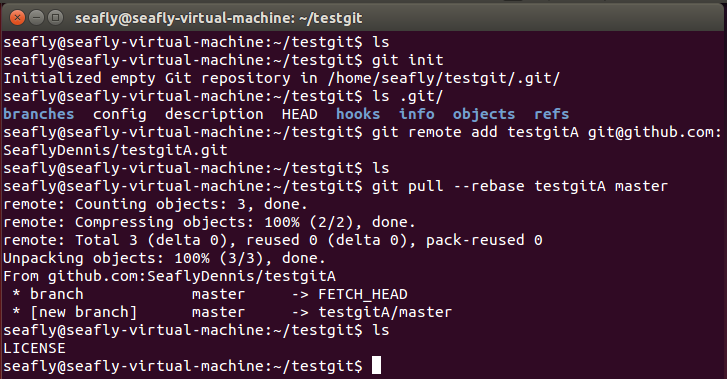 seafly@seafly-virtual-machine: ~/testgit
seafly@seafly-virtual-machine:~/testgit$ ls
seafly@seafly-virtual-machine:~/testgit$ git init
Initialized empty Git repository in /home/seafly/testgit/.git/
seafly@seafly-virtual-machine:~/testgit$ ls .git/
branches  config  description  HEAD  hooks  info  objects  refs
seafly@seafly-virtual-machine:~/testgit$ git remote add testgitA git@github.com:
SeaflyDennis/testgitA.git
seafly@seafly-virtual-machine:~/testgit$ ls
seafly@seafly-virtual-machine:~/testgit$ git pull --rebase testgitA master
remote: Counting objects: 3, done.
remote: Compressing objects: 100% (2/2), done.
remote: Total 3 (delta 0), reused 0 (delta 0), pack-reused 0
Unpacking objects: 100% (3/3), done.
From github.com:SeaflyDennis/testgitA
 * branch            master     -> FETCH_HEAD
 * [new branch]      master     -> testgitA/master
seafly@seafly-virtual-machine:~/testgit$ ls
LICENSE
seafly@seafly-virtual-machine:~/testgit$